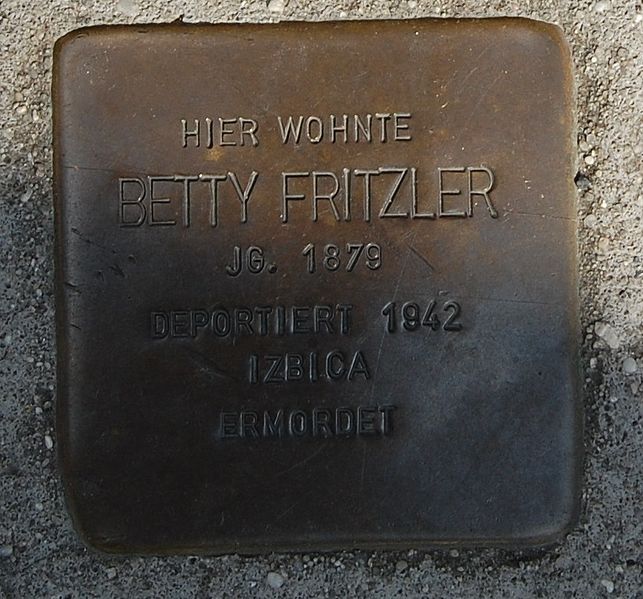 HIER WOHNTE
BETTY FRITZLER
JG. 1879
DEPORTIERT 1942
IZBICA
ERMORDET